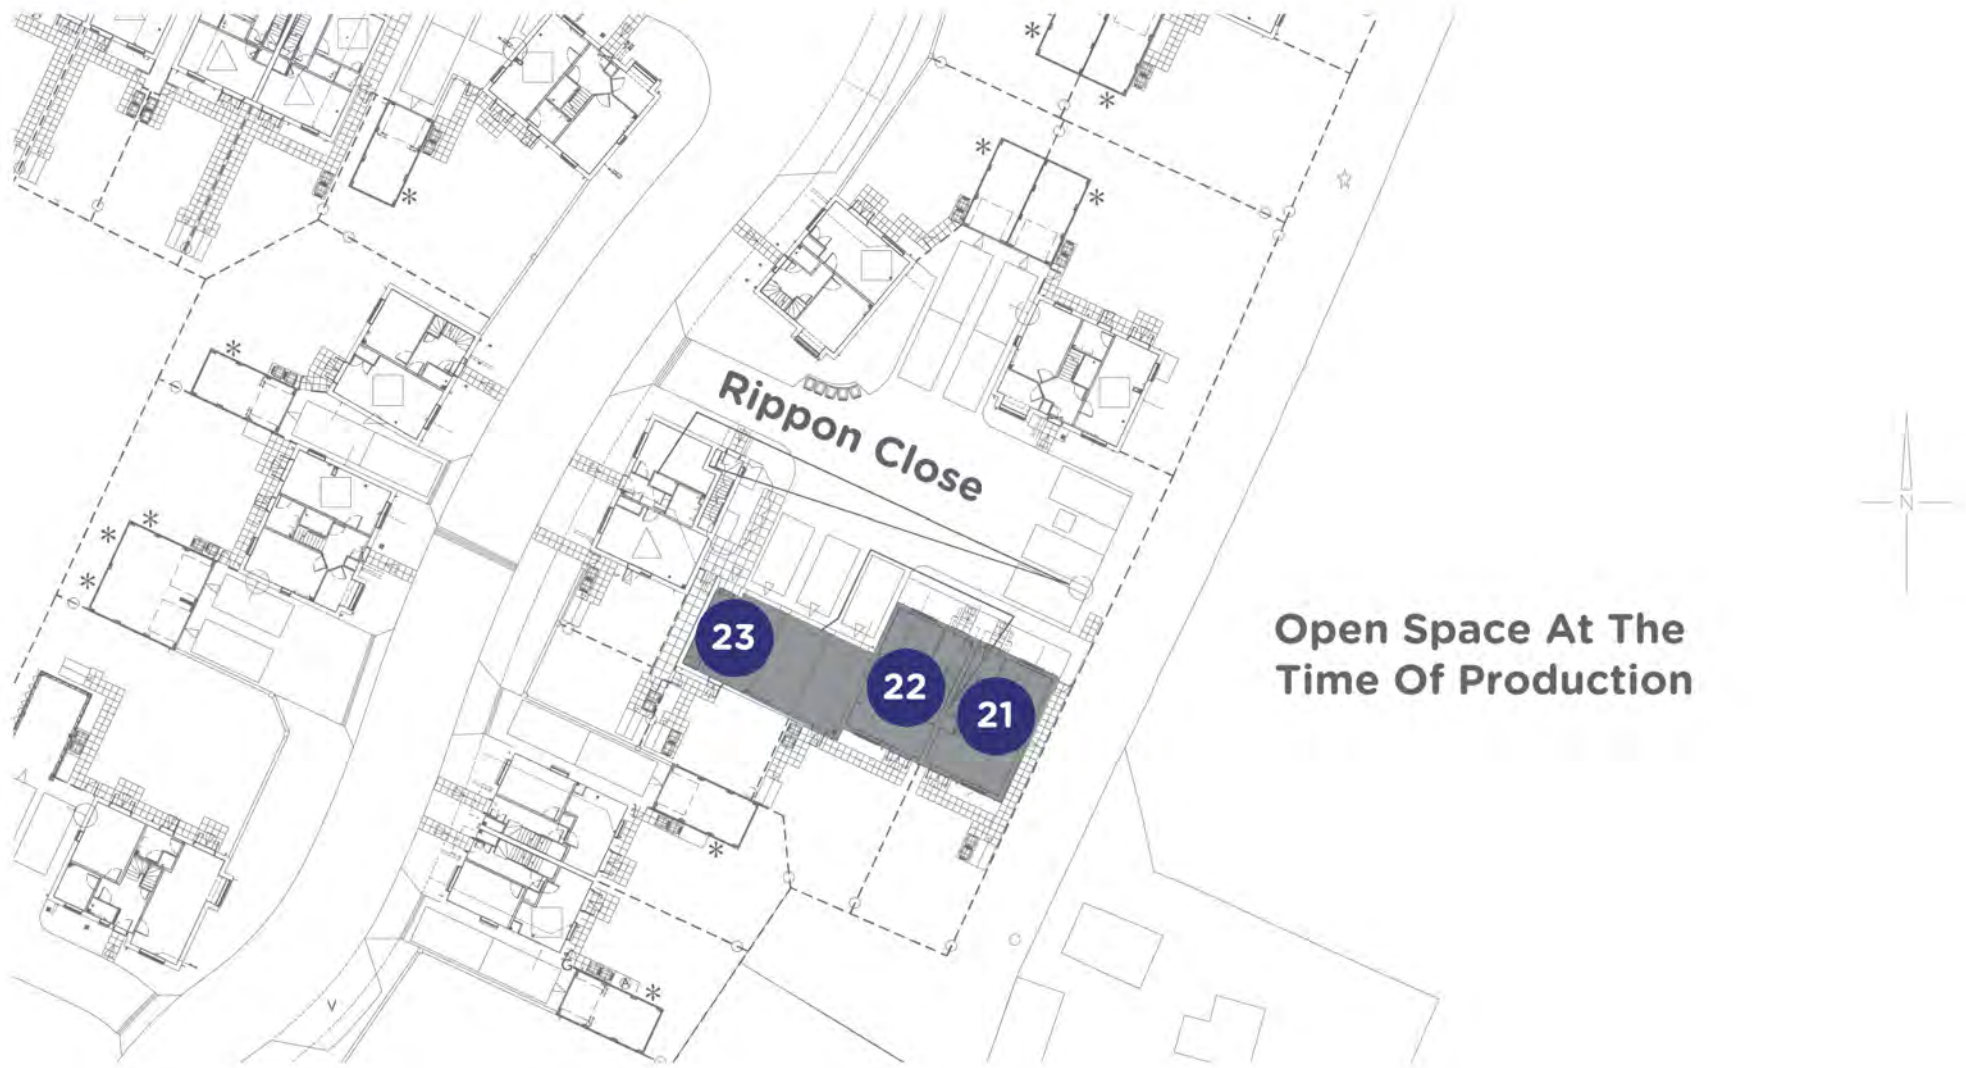 Rippon Close
N
23
22
21
Open Space At The
Time Of Production